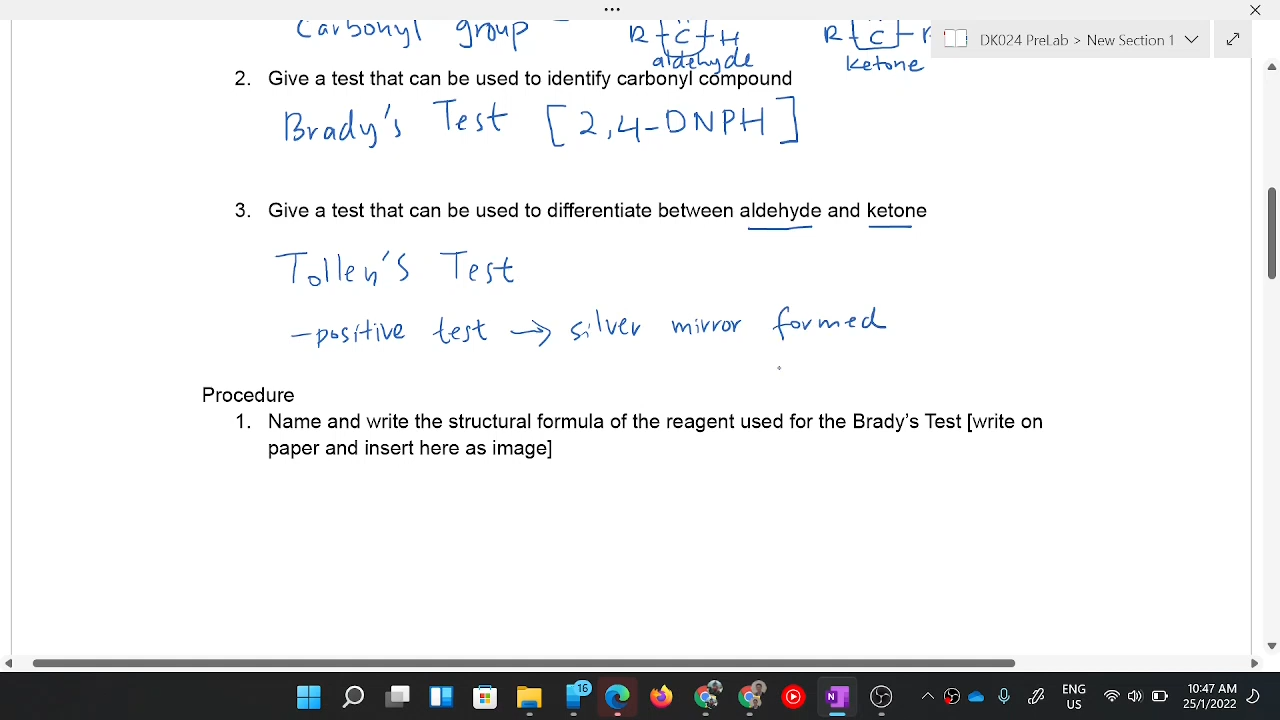 ...
DK024 PreLab > New Section 1
Carbonyl group =
R C H
R C
aldehyde
ketone
2. Give a test that can be used to identify carbonyl compound
Brady's Test [2,4-DNPH]
3. Give a test that can be used to differentiate between aldehyde and ketone
Tollen's Test
- positive test → silver mirror formed
Procedure
1. Name and write the structural formula of the reagent used for the Brady's Test [write on
paper and insert here as image]
16
ENG
US
10:47 AM
25/1/2022